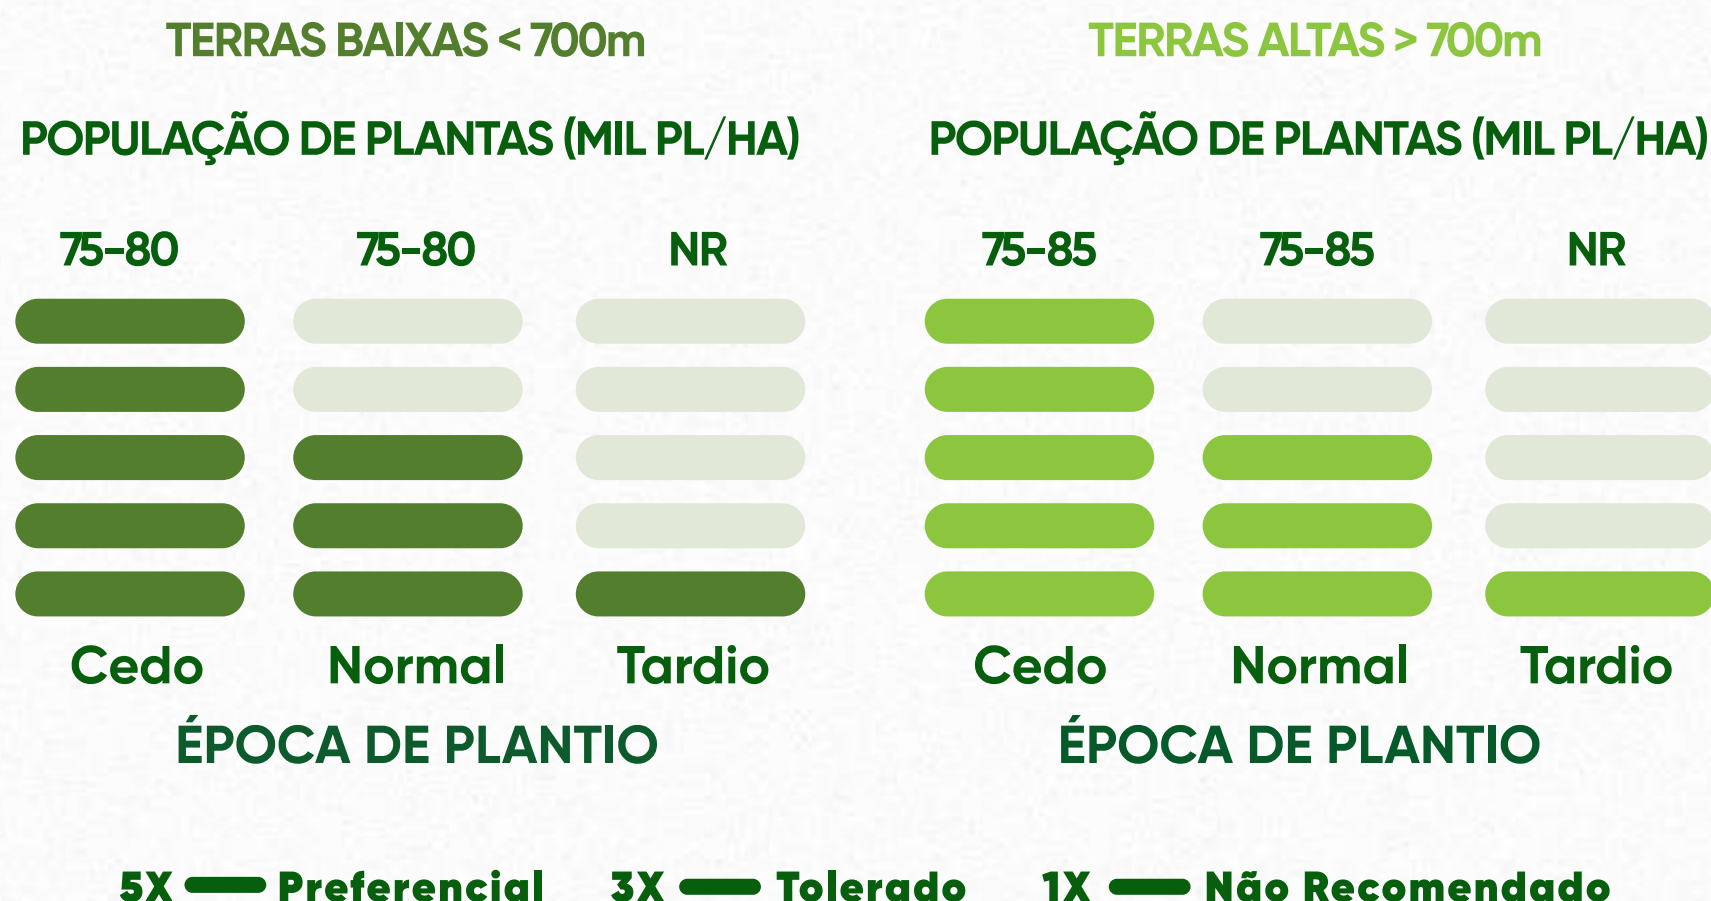 TERRAS BAIXAS < 700m
POPULAÇÃO DE PLANTAS (MIL PL/HA)
75-80 75-80 NR
Cedo Normal Tardio
ÉPOCA DE PLANTIO
TERRAS ALTAS > 700m
POPULAÇÃO DE PLANTAS (MIL PL/HA)
75-85 75-85 NR
Cedo Normal Tardio
ÉPOCA DE PLANTIO
5X Preferencial 3X Tolerado 1X Não Recomendado